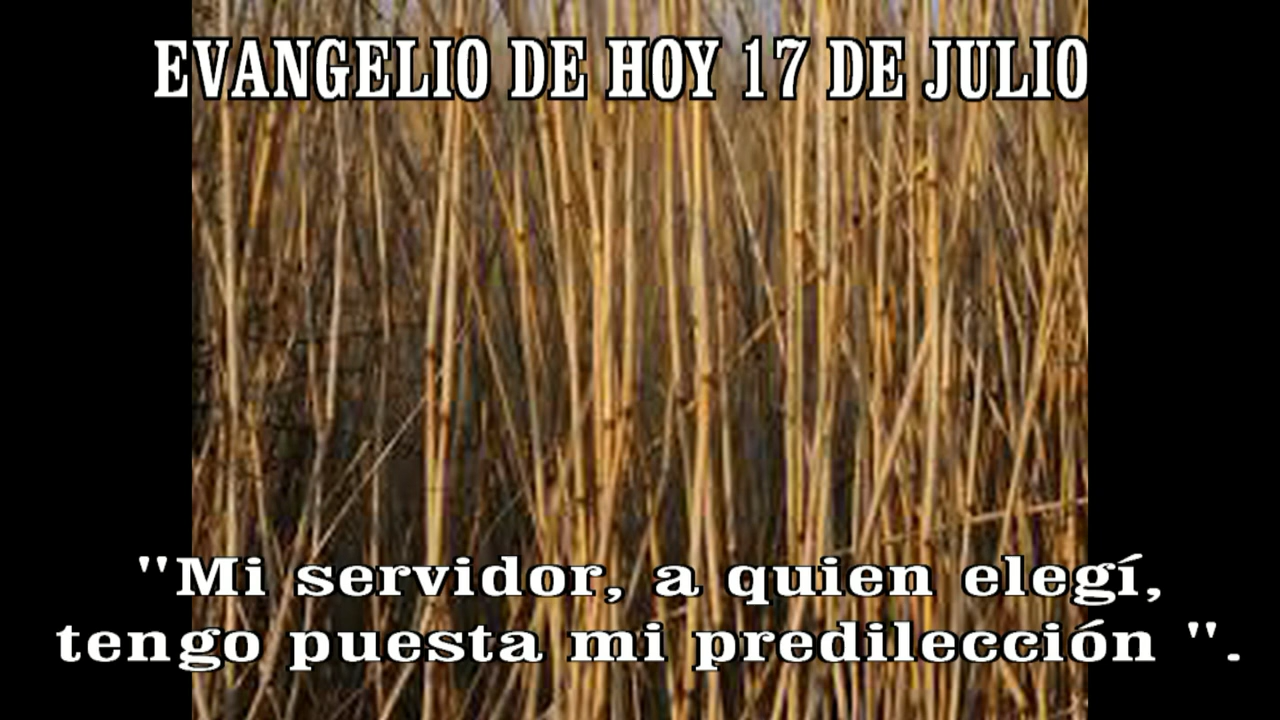 EVANGELIO DE HOY 17 DE JULIO
"Mi servidor, a quien elegí,
tengo puesta mi predilección ".